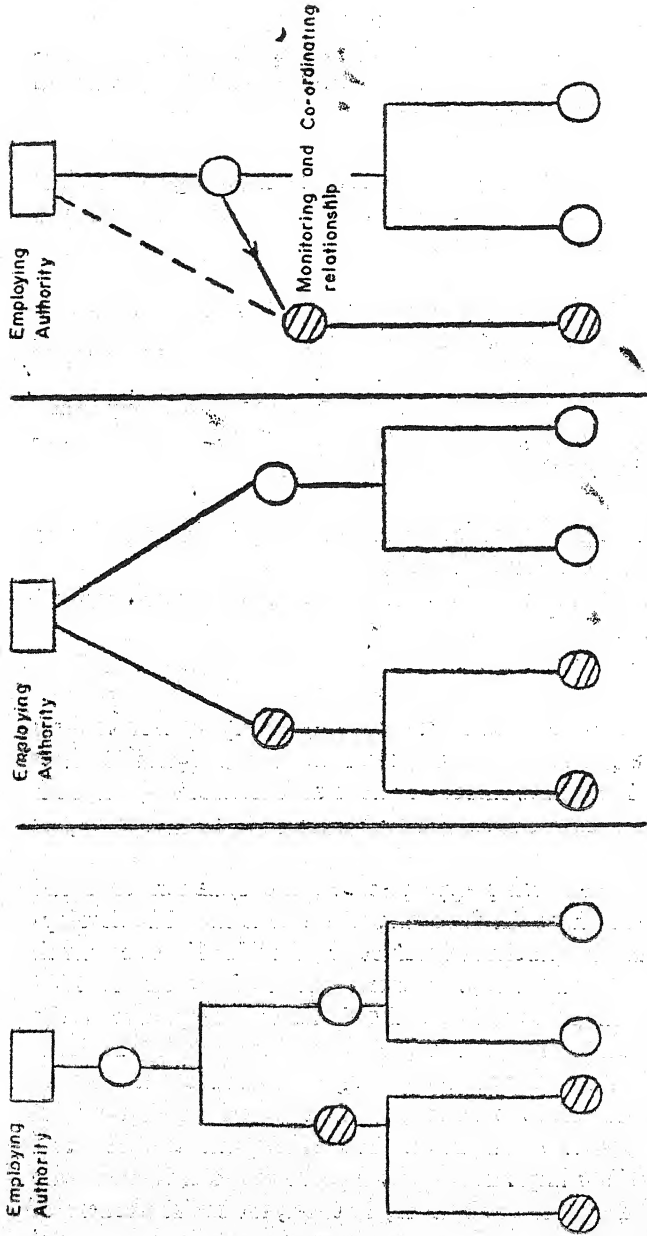 Employing
Authority
Employing
Authority
Employing
Authority
Monitoring and Co-ordinating
relationship